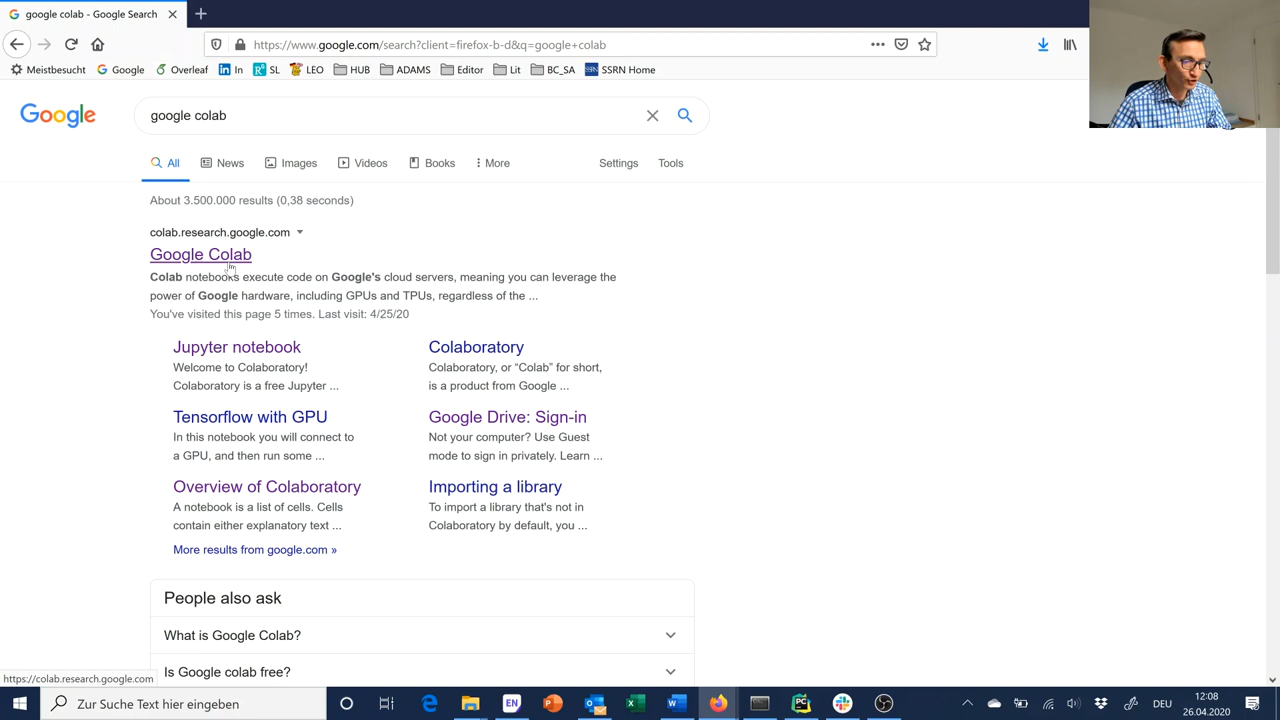 google colab - Google Search
https://www.google.com/search?client=firefox-b-d&q=google+colab
Meistbesucht Google Overleaf In SL LEO HUB ADAMS Editor Lit BC_SA SSRN Home
Google google colab
All News Images Videos Books More Settings Tools
About 3.500.000 results (0,38 seconds)
colab.research.google.com
Google Colab
Colab notebooks execute code on Google's cloud servers, meaning you can leverage the
power of Google hardware, including GPUs and TPUs, regardless of the ...
You've visited this page 5 times. Last visit: 4/25/20
Jupyter notebook
Welcome to Colaboratory!
Colaboratory is a free Jupyter ...
Colaboratory
Colaboratory, or “Colab” for short,
is a product from Google ...
Tensorflow with GPU
In this notebook you will connect to
a GPU, and then run some ...
Google Drive: Sign-in
Not your computer? Use Guest
mode to sign in privately. Learn ...
Overview of Colaboratory
A notebook is a list of cells. Cells
contain either explanatory text ...
Importing a library
To import a library that's not in
Colaboratory by default, you ...
More results from google.com »
People also ask
What is Google Colab?
Is Google colab free?
https://colab.research.google.com
Zur Suche Text hier eingeben
EN
DEU
12:08
26.04.2020